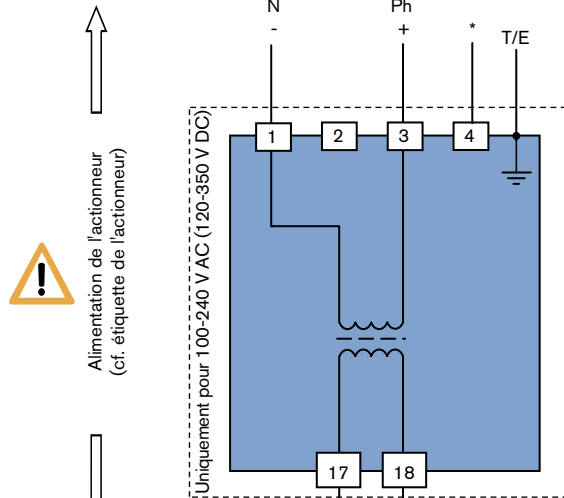 N
Ph
-
+
*
T/E
1
2
3
4
Alimentation de l'actionneur
(cf. étiquette de l'actionneur)
Uniquement pour 100-240 V AC (120-350 V DC)
17
18